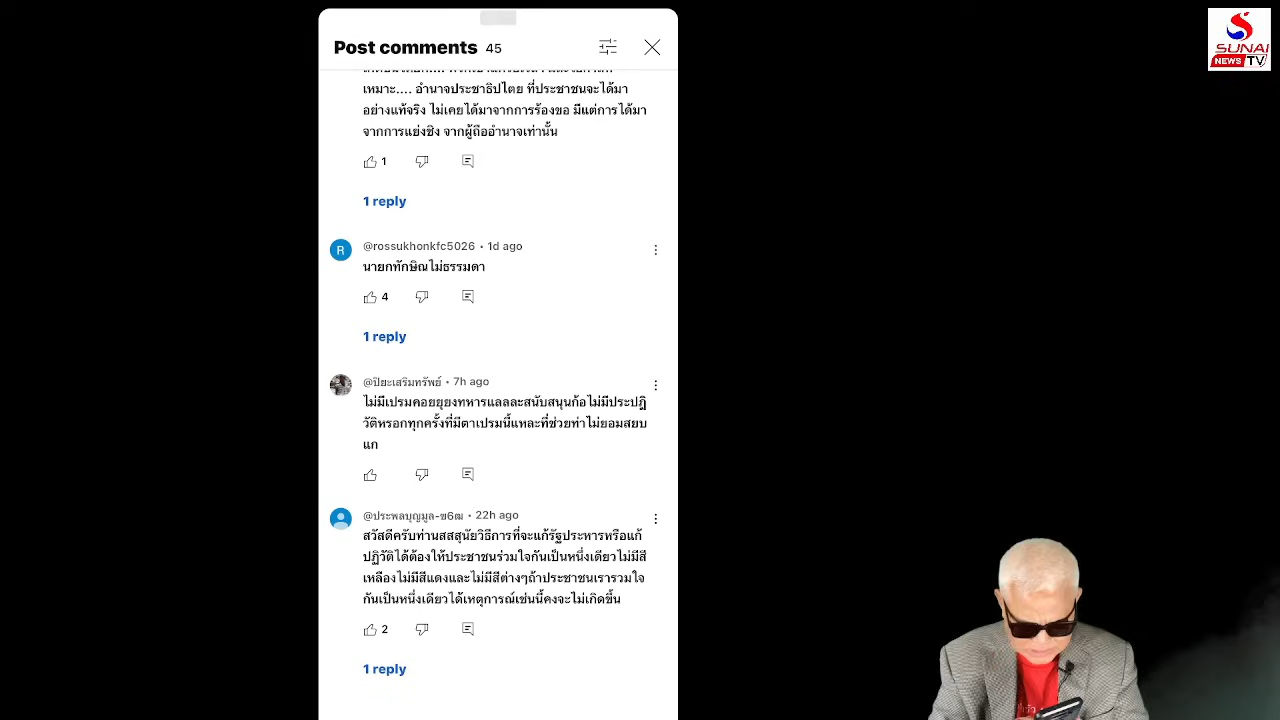 SUNAI
NEWS TV
Post comments 45
เหมาะ.... อำนาจประชาธิปไตย ที่ประชาชนจะได้มา
อย่างแท้จริง ไม่เคยได้มาจากการร้องขอ มีแต่การได้มา
จากการแย่งชิง จากผู้ถืออำนาจเท่านั้น
1
1 reply
R
@rossukhonkfc5026 • 1d ago
นายกทักษิณไม่ธรรมดา
4
1 reply
@ปิยะเสริมทรัพย์ • 7h ago
ไม่มีเปรมคอยยุยงทหารแลลละสนับสนุนก้อไม่มีประปฎิ
วัติหรอกทุกครั้งที่มีตาเปรมนี้แหละที่ช่วยท่าไม่ยอมสยบ
แก
@ประพลบุญมูล-ฃ6ฒ • 22h ago
สวัสดีครับท่านสสสุนัยวิธีการที่จะแก้รัฐประหารหรือแก้
ปฏิวัติได้ต้องให้ประชาชนร่วมใจกันเป็นหนึ่งเดียวไม่มีสี
เหลืองไม่มีสีแดงและไม่มีสีต่างๆถ้าประชาชนเรารวมใจ
กันเป็นหนึ่งเดียวได้เหตุการณ์เช่นนี้คงจะไม่เกิดขึ้น
2
1 reply